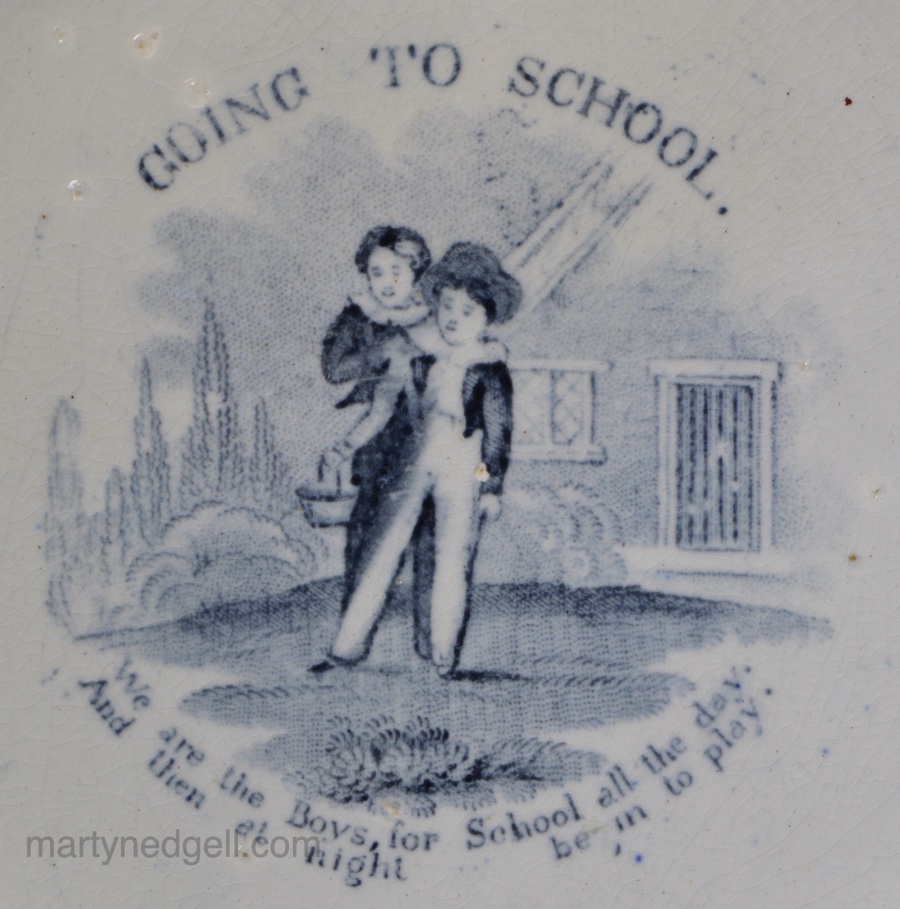 GOING TO SCHOOL.
We are the Boys, for School all the day.
And then at night be in to play.
martynedgell.com